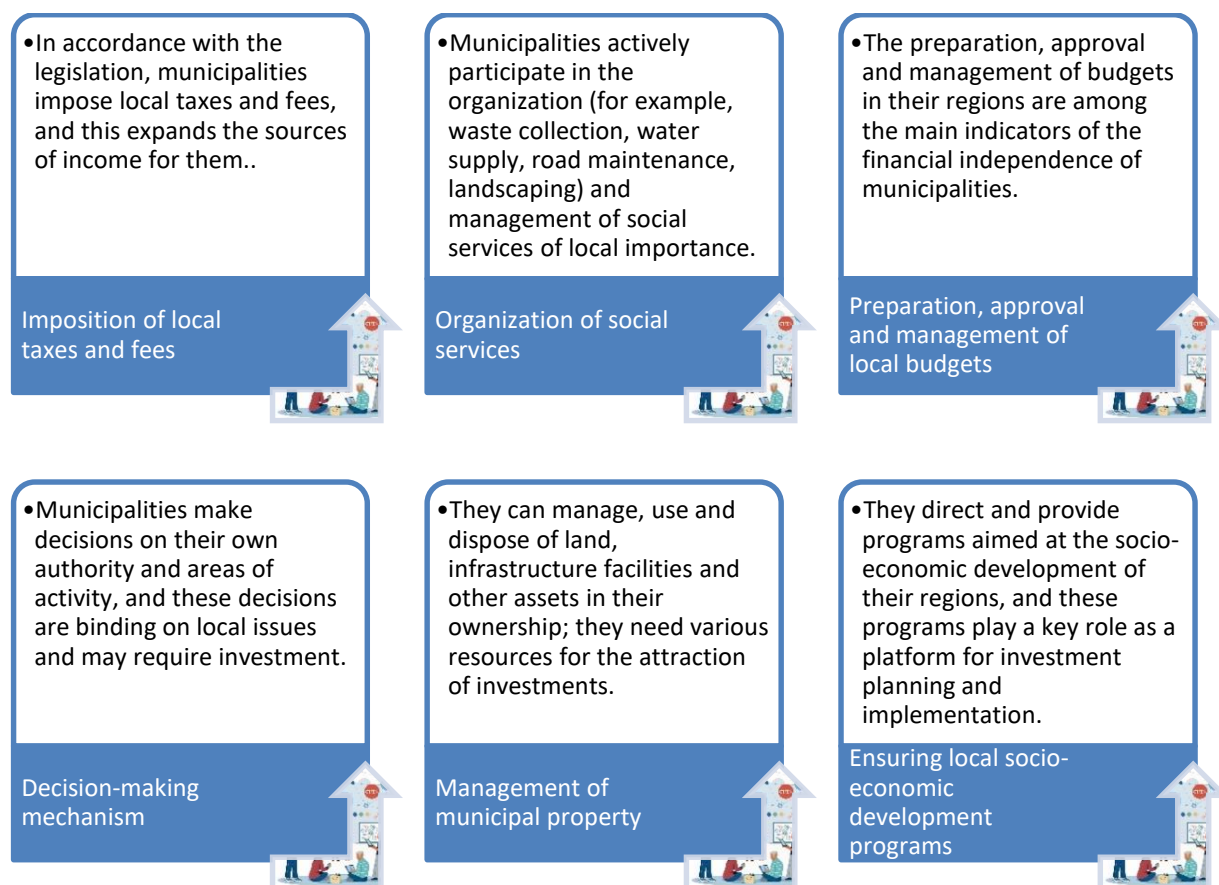 •In accordance with the
legislation, municipalities
impose local taxes and fees,
and this expands the sources
of income for them..
Imposition of local
taxes and fees
•Municipalities actively
participate in the
organization (for example,
waste collection, water
supply, road maintenance,
landscaping) and
management of social
services of local importance.
Organization of social
services
•The preparation, approval
and management of budgets
in their regions are among
the main indicators of the
financial independence of
municipalities.
Preparation, approval
and management of
local budgets
•Municipalities make
decisions on their own
authority and areas of
activity, and these decisions
are binding on local issues
and may require investment.
Decision-making
mechanism
•They can manage, use and
dispose of land,
infrastructure facilities and
other assets in their
ownership; they need various
resources for the attraction
of investments.
Management of
municipal property
•They direct and provide
programs aimed at the socio-
economic development of
their regions, and these
programs play a key role as a
platform for investment
planning and
implementation.
Ensuring local socio-
economic
development
programs